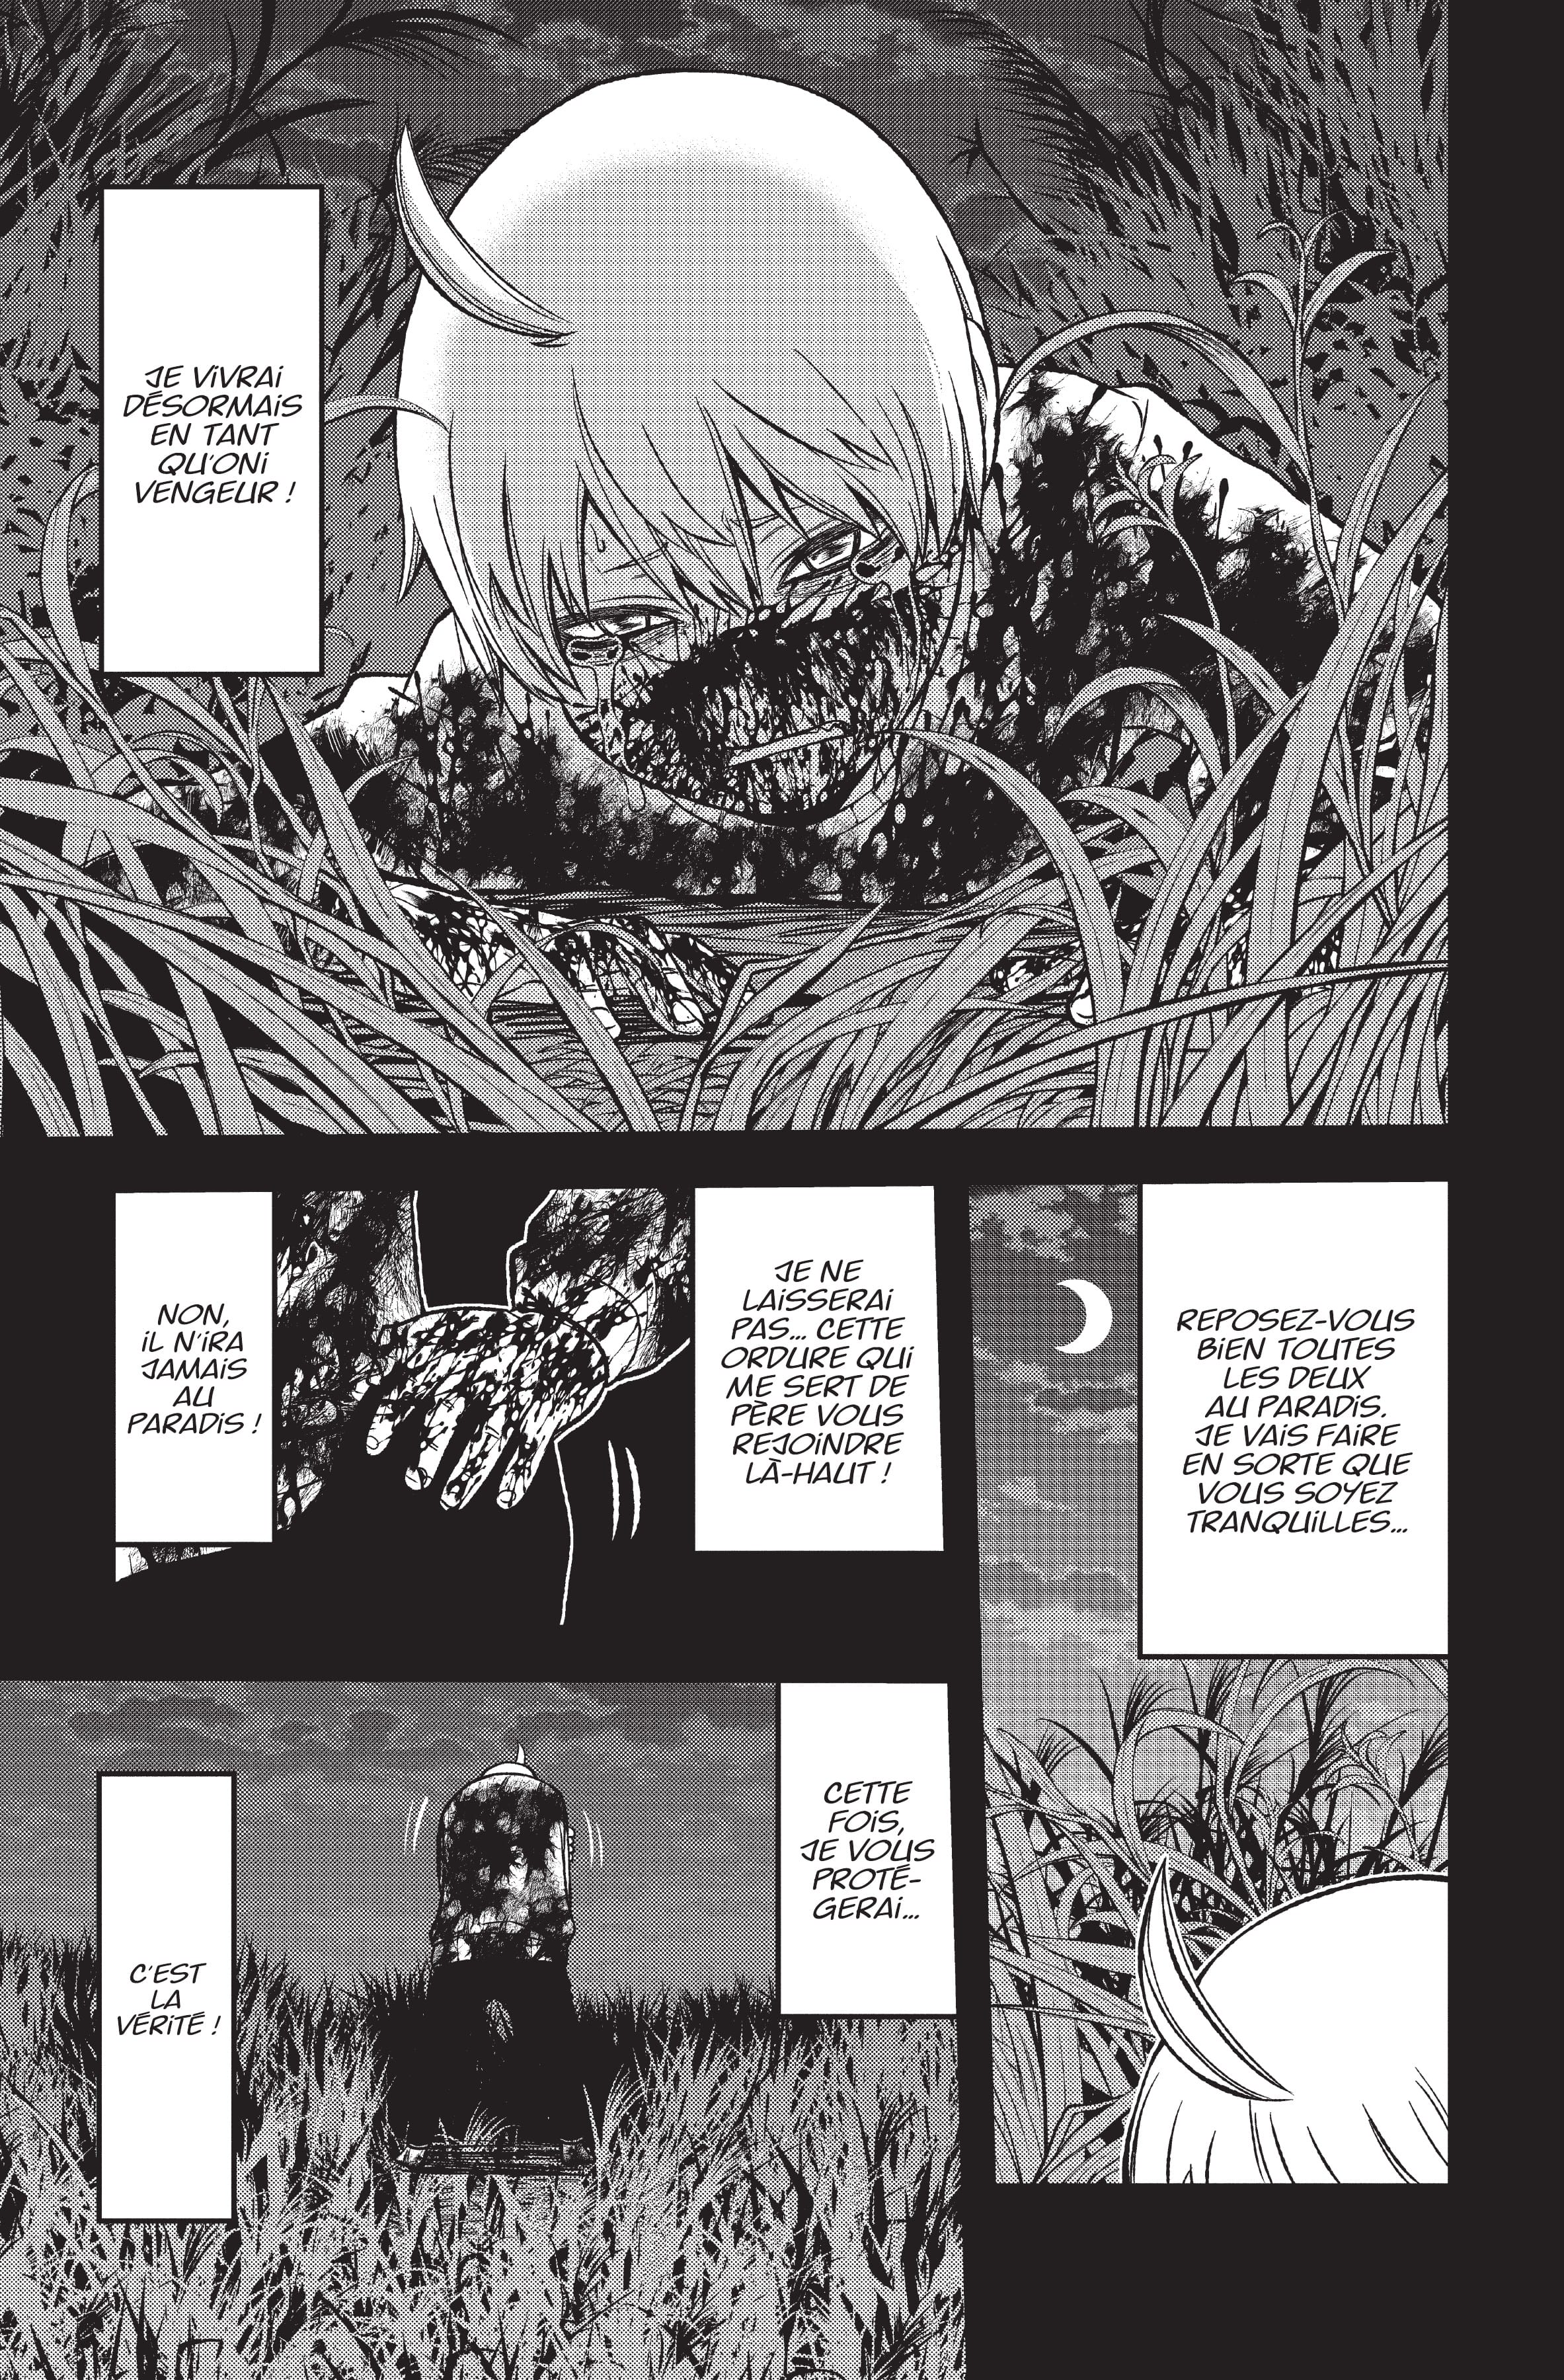 JE VIVRAI
DÉSORMAIS
EN TANT
QU'ONI
VENGEUR !
REPOSEZ-VOUS
BIEN TOUTES
LES DEUX
AU PARADIS.
JE VAIS FAIRE
EN SORTE QUE
VOUS SOYEZ
TRANQUILLES...
JE NE
LAISSERAI
PAS... CETTE
ORDURE QUI
ME SERT DE
PÈRE VOUS
REJOINDRE
LÀ-HAUT !
NON,
IL N'IRA
JAMAIS
AU
PARADIS !
CETTE
FOIS,
JE VOUS
PROTÉ-
GERAI...
C'EST
LA
VÉRITÉ !